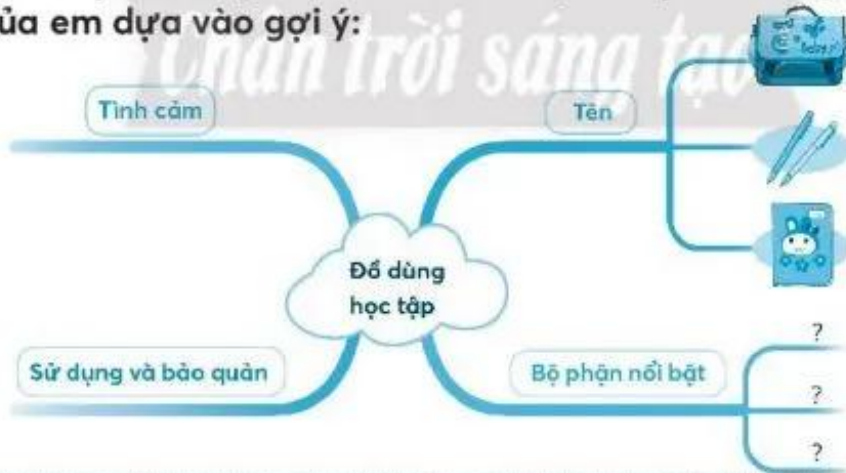 của em dựa vào gợi ý:
Chân trời sáng tạo
Tình cảm
Tên
Đồ dùng
học tập
Sử dụng và bảo quản
Bộ phận nổi bật
?
?
?